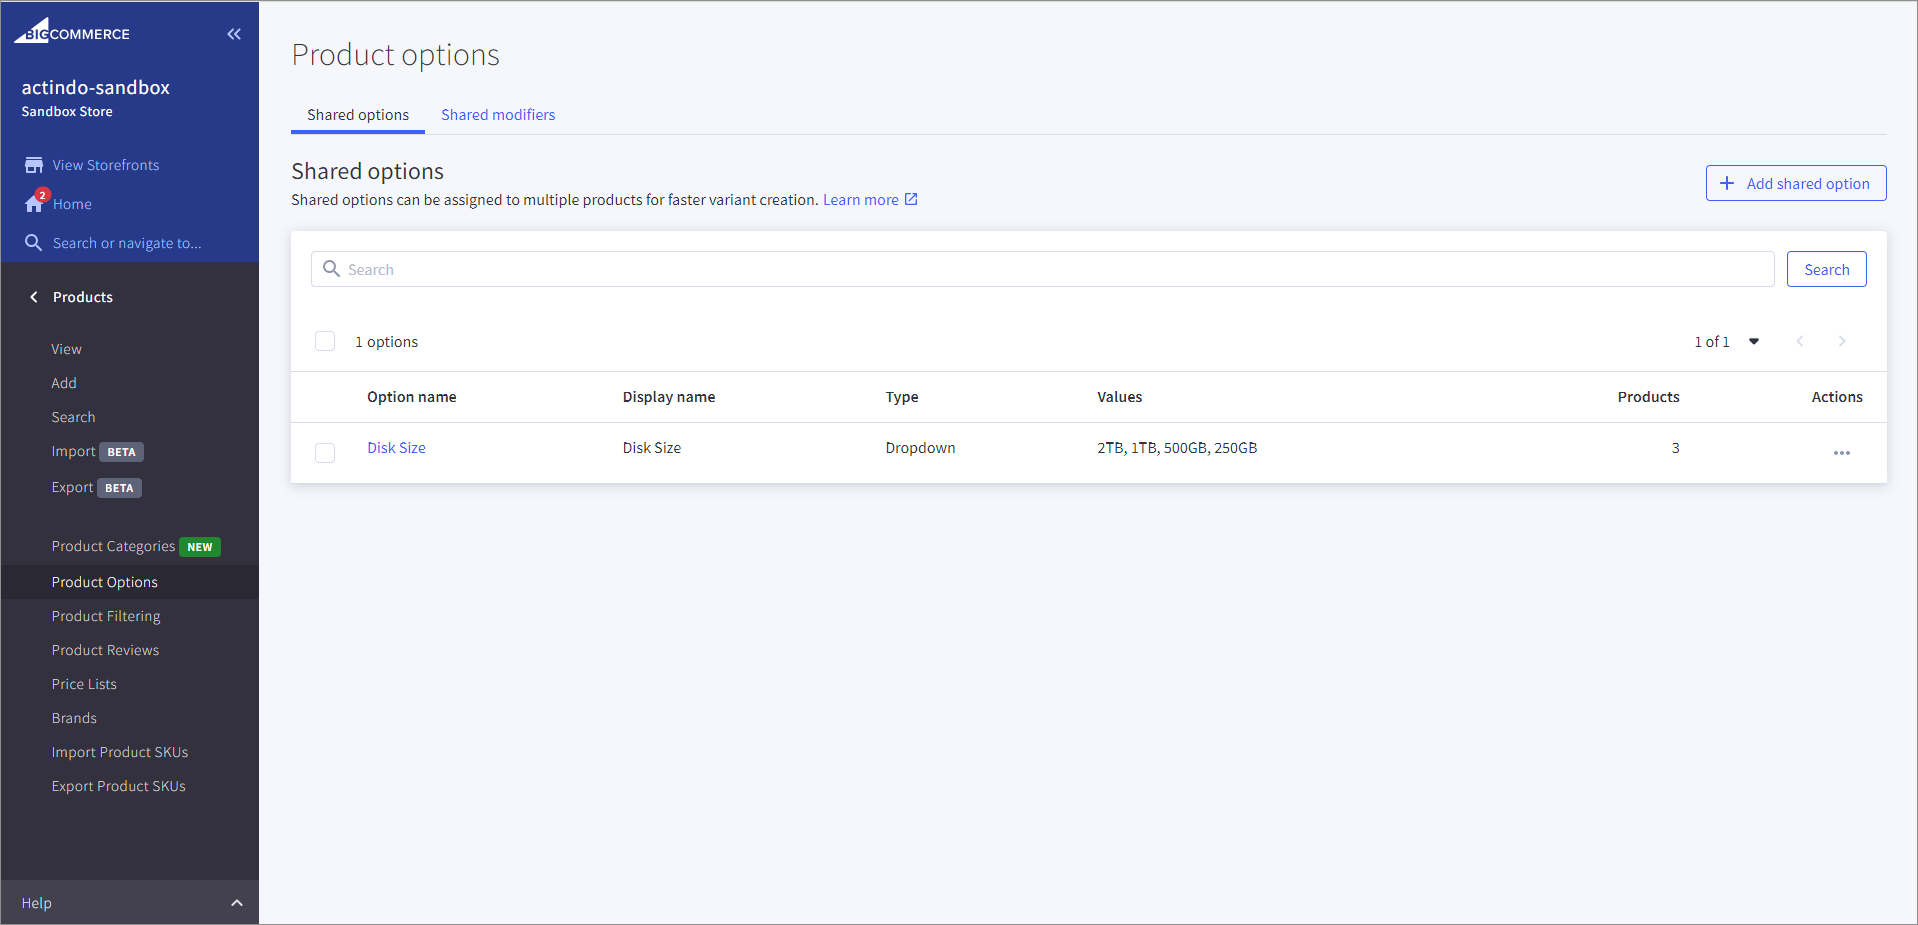 BIGCOMMERCE
actindo-sandbox
Sandbox Store
View Storefronts
2
Home
Search or navigate to...
Products
View
Add
Search
Import BETA
Export BETA
Product Categories NEW
Product Options
Product Filtering
Product Reviews
Price Lists
Brands
Import Product SKUs
Export Product SKUs
Help
Product options
Shared options Shared modifiers
Shared options
Shared options can be assigned to multiple products for faster variant creation. Learn more
Add shared option
Search Search
1 options 1 of 1
Option name Display name Type Values Products Actions
Disk Size Disk Size Dropdown 2TB, 1TB, 500GB, 250GB 3